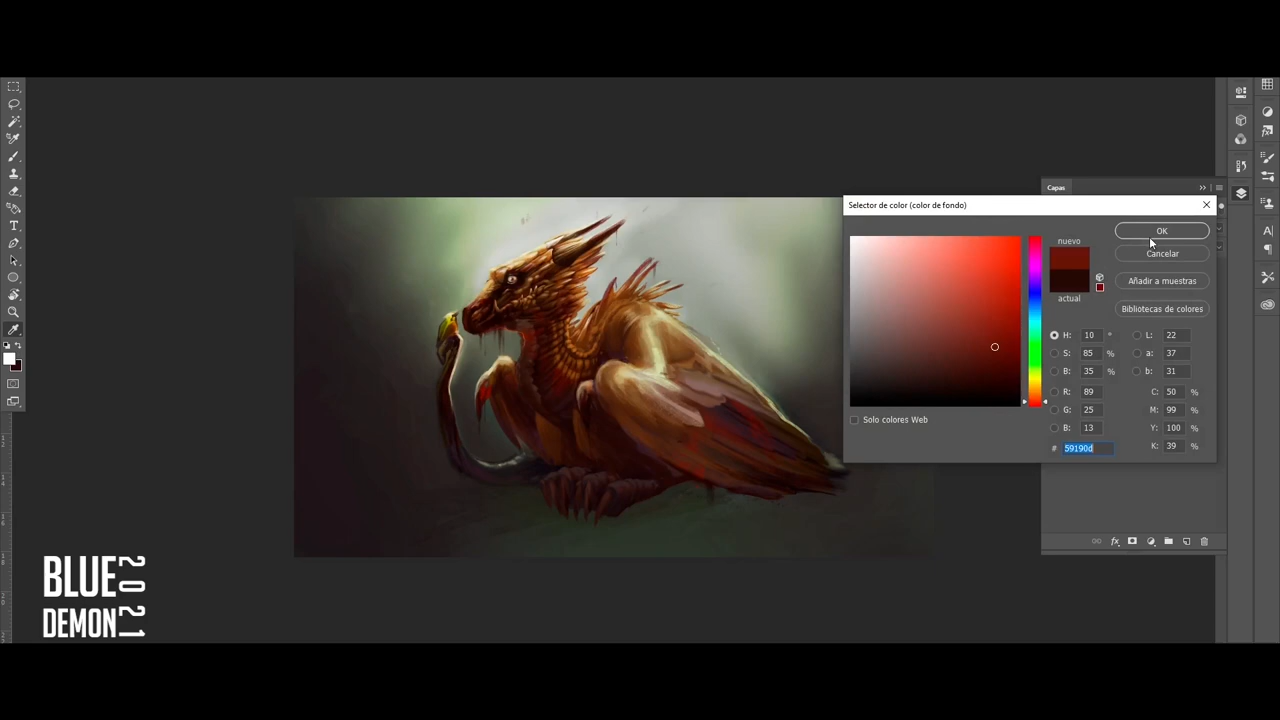 Capas
Selector de color (color de fondo)
nuevo
OK
Cancelar
actual
Añadir a muestras
Bibliotecas de colores
H: 10 ° L: 22
S: 85 % a: 37
B: 35 % b: 31
R: 89 C: 50 %
G: 25 M: 99 %
B: 13 Y: 100 %
# 59190d K: 39 %
Solo colores Web
BLUE 2021
DEMON